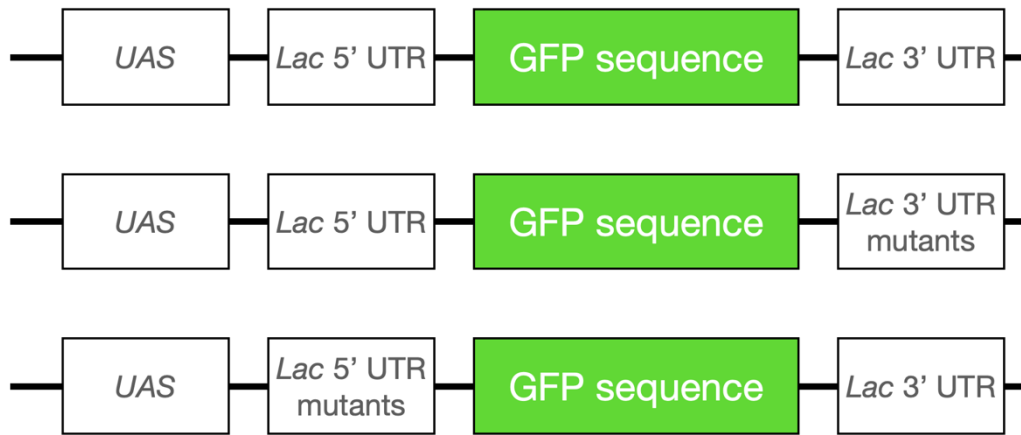 UAS
Lac 5’ UTR
GFP sequence
Lac 3’ UTR
UAS
Lac 5’ UTR
GFP sequence
Lac 3’ UTR
mutants
UAS
Lac 5’ UTR
mutants
GFP sequence
Lac 3’ UTR